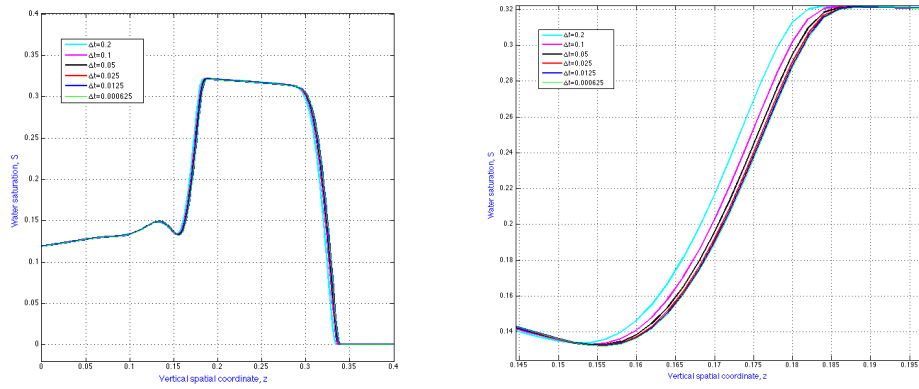 0.4
0.35
0.3
0.25
0.2
0.15
0.1
0.05
0
Water saturation, S
Δt=0.2
Δt=0.1
Δt=0.05
Δt=0.025
Δt=0.0125
Δt=0.000625
0 0.05 0.1 0.15 0.2 0.25 0.3 0.35 0.4
Vertical spatial coordinate, z
0.32
0.3
0.28
0.26
0.24
0.22
0.2
0.18
0.16
0.14
Water saturation, S
Δt=0.2
Δt=0.1
Δt=0.05
Δt=0.025
Δt=0.0125
Δt=0.000625
0.145 0.15 0.155 0.16 0.165 0.17 0.175 0.18 0.185 0.19 0.195
Vertical spatial coordinate, z